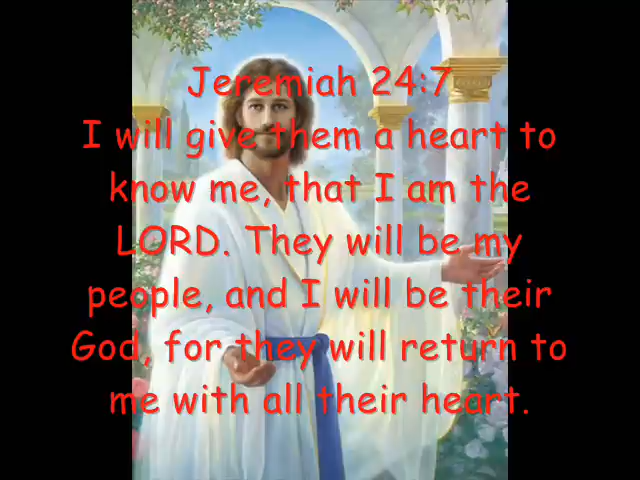 Jeremiah 24:7
I will give them a heart to
know me, that I am the
LORD. They will be my
people, and I will be their
God, for they will return to
me with all their heart.